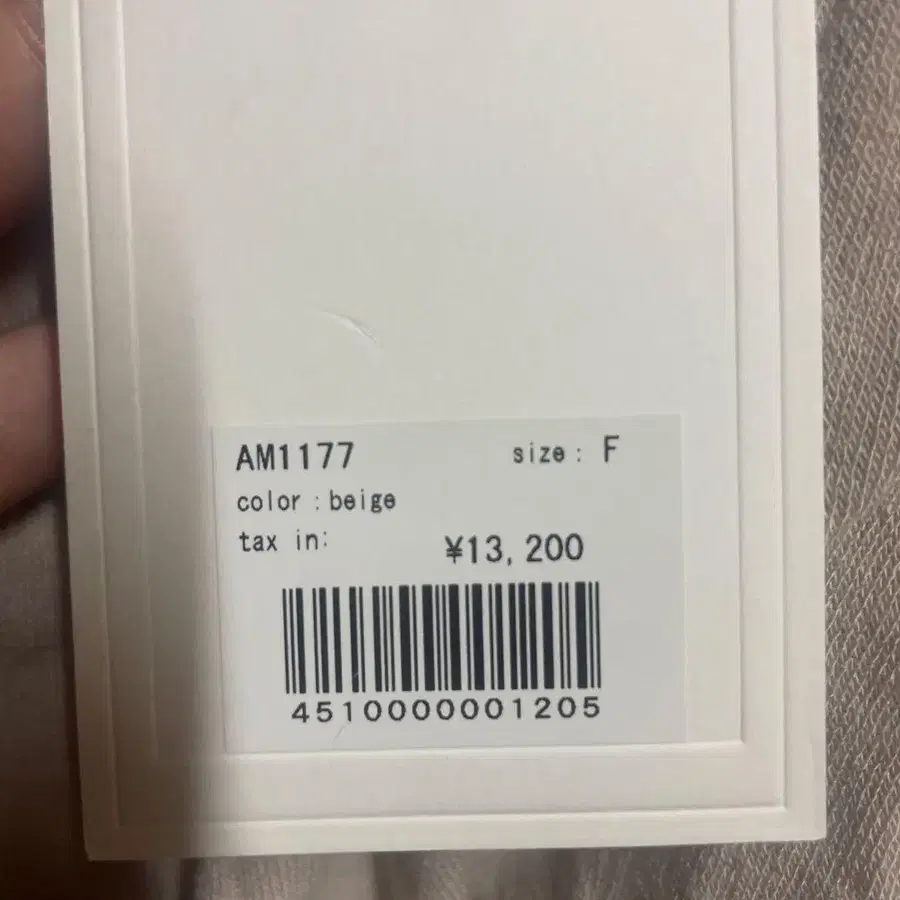 AM1177 size: F
color :beige
tax in: ¥13,200
4510000001205